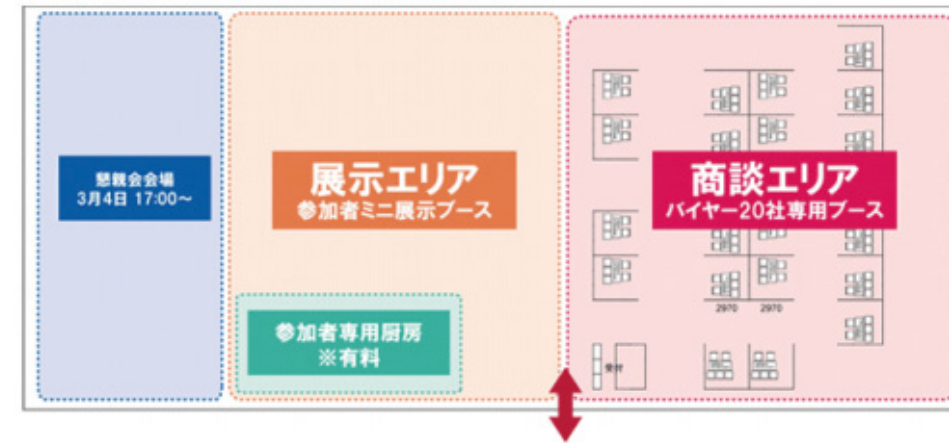 懇親会会場
3月4日 17:00〜
展示エリア
参加者ミニ展示ブース
参加者専用厨房
※有料
商談エリア
バイヤー20社専用ブース
2970 2970
受付